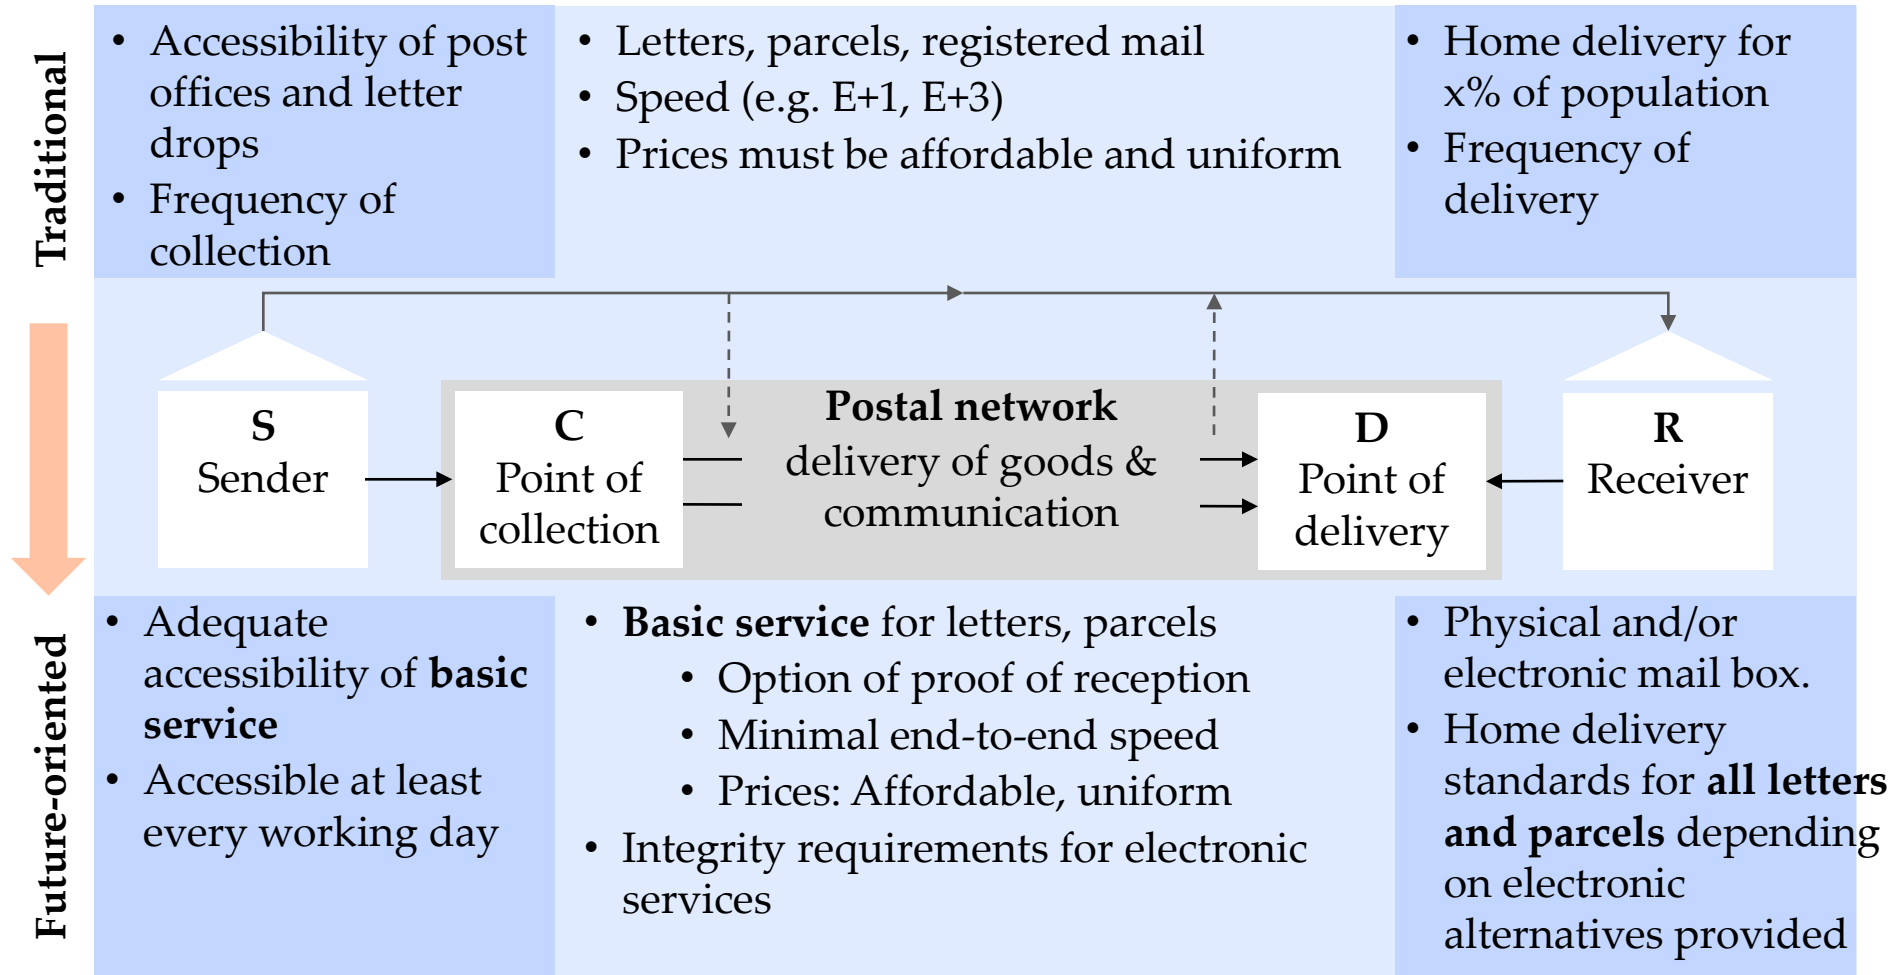 Traditional
• Accessibility of post
offices and letter
drops
• Frequency of
collection
• Letters, parcels, registered mail
• Speed (e.g. E+1, E+3)
• Prices must be affordable and uniform
• Home delivery for
x% of population
• Frequency of
delivery
S
Sender
C
Point of
collection
Postal network
delivery of goods &
communication
D
Point of
delivery
R
Receiver
Future-oriented
• Adequate
accessibility of basic
service
• Accessible at least
every working day
• Basic service for letters, parcels
• Option of proof of reception
• Minimal end-to-end speed
• Prices: Affordable, uniform
• Integrity requirements for electronic
services
• Physical and/or
electronic mail box.
• Home delivery
standards for all letters
and parcels depending
on electronic
alternatives provided